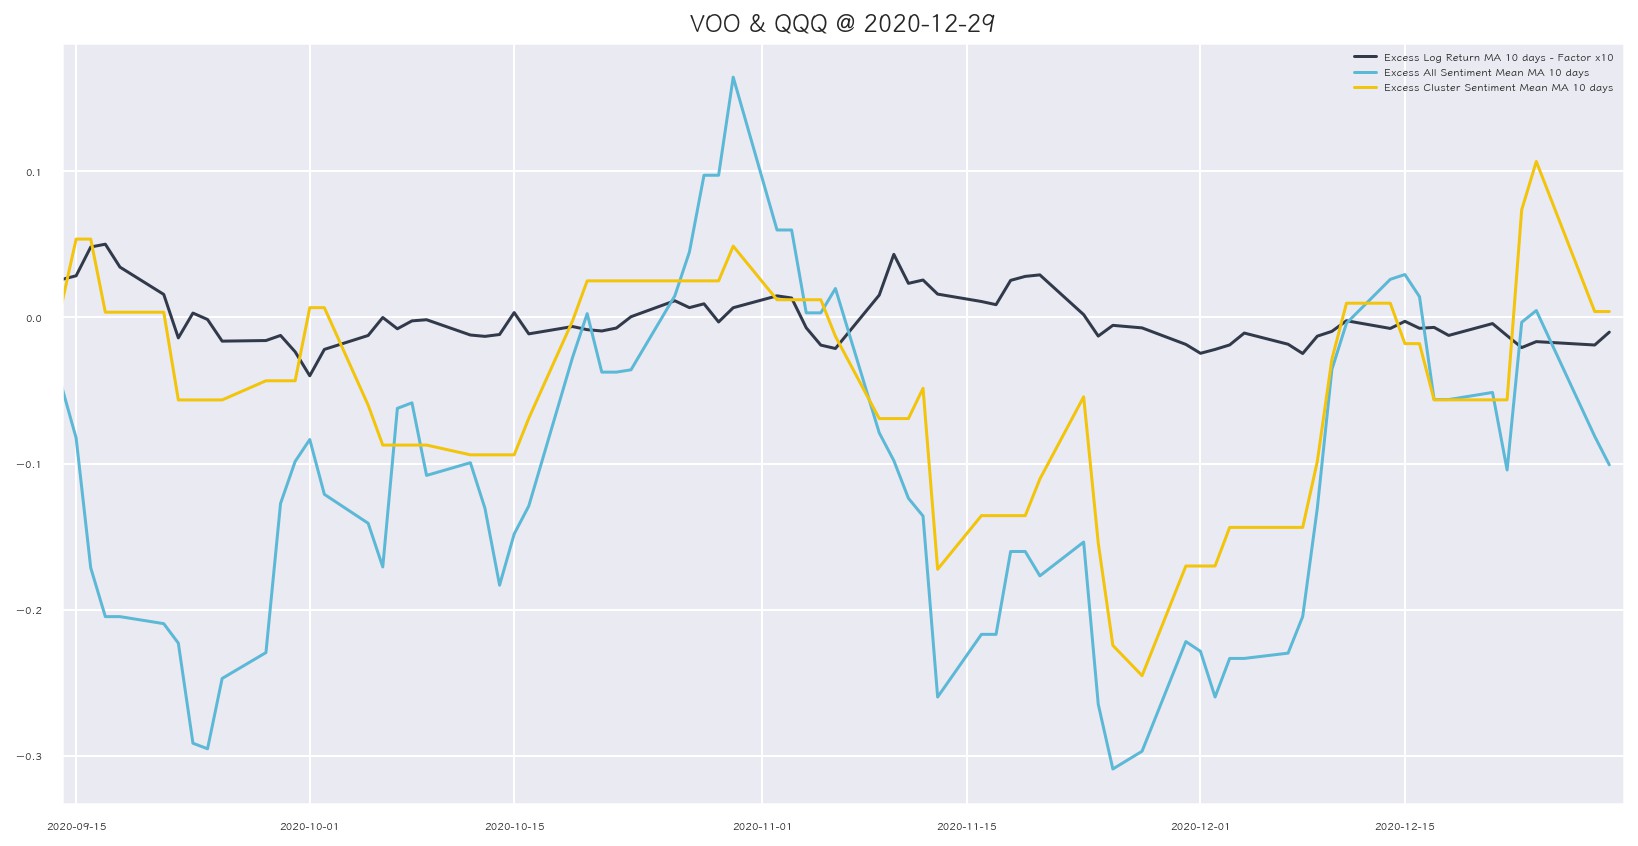 VOO & QQQ @ 2020-12-29
Excess Log Return MA 10 days - Factor x10
Excess All Sentiment Mean MA 10 days
Excess Cluster Sentiment Mean MA 10 days
0.1
0.0
−0.1
−0.2
−0.3
2020-09-15 2020-10-01 2020-10-15 2020-11-01 2020-11-15 2020-12-01 2020-12-15